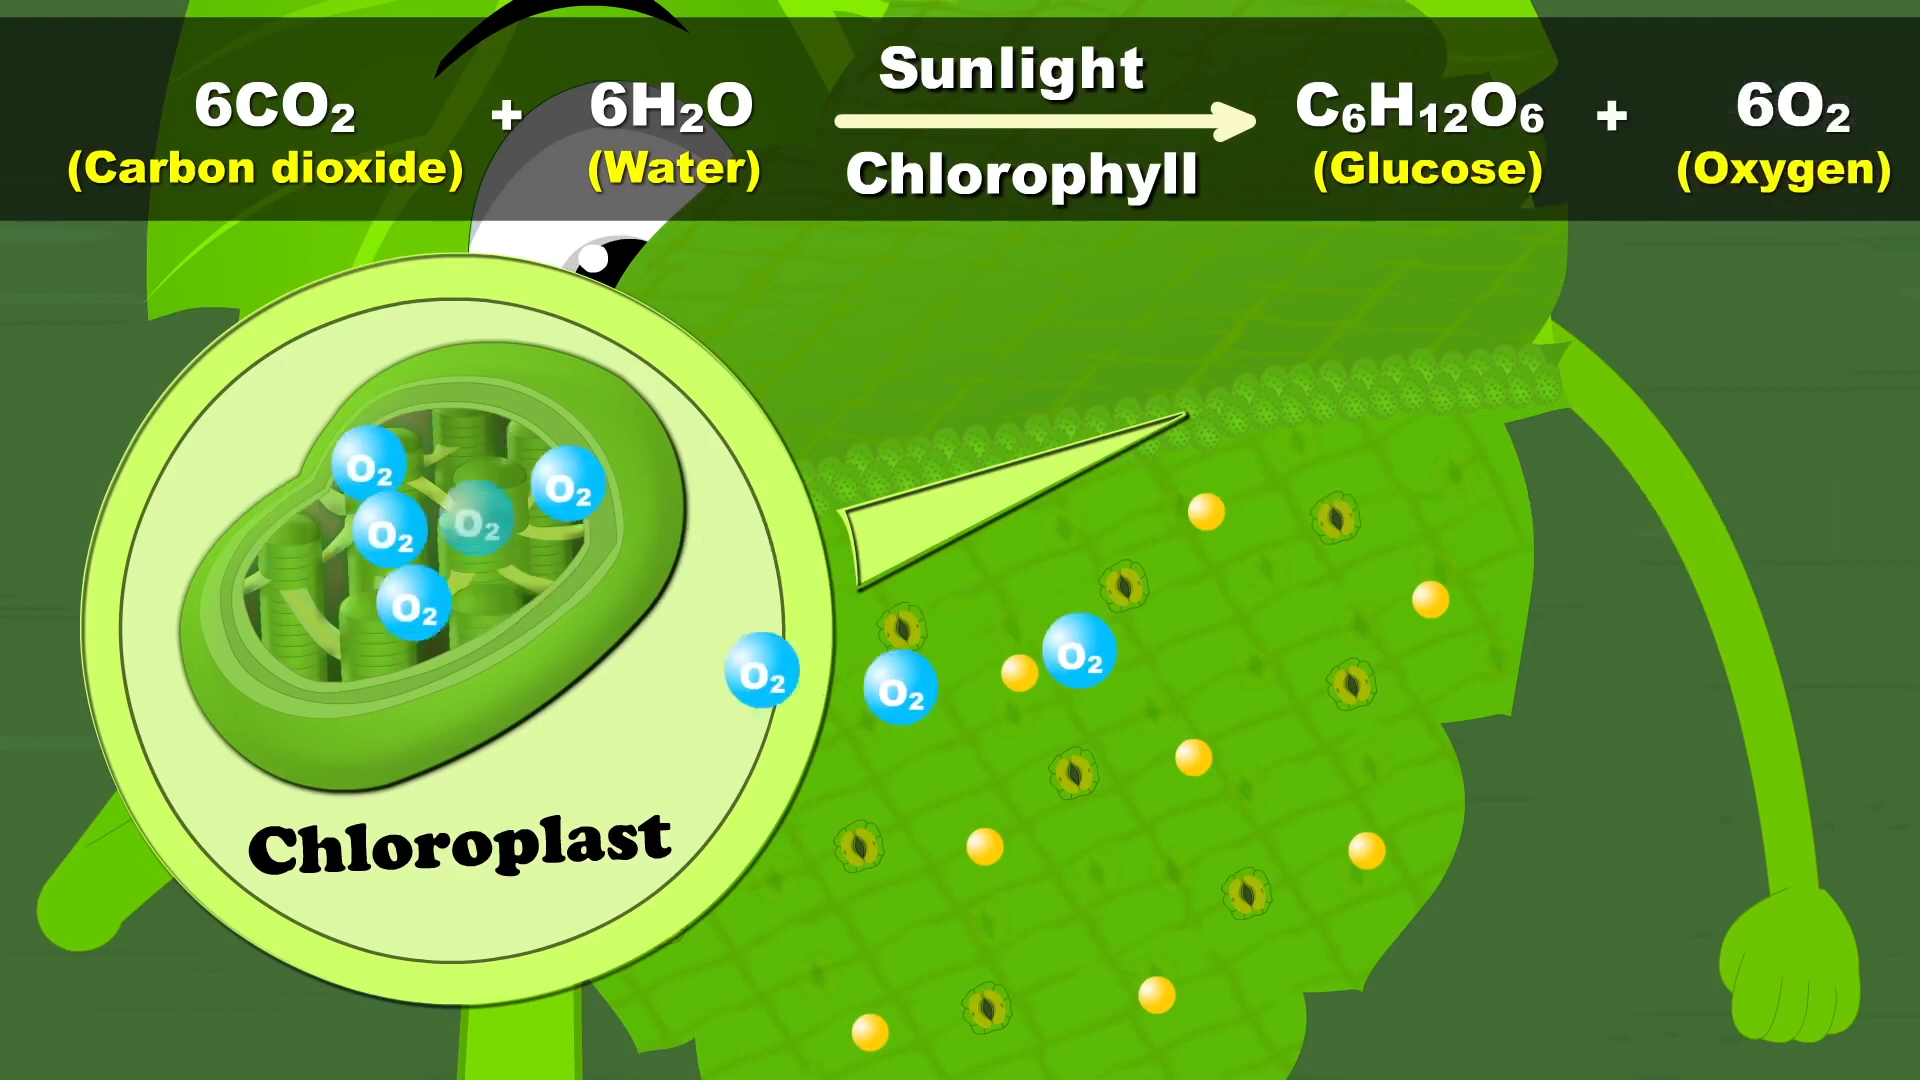 Sunlight
6CO₂ + 6H₂O C₆H₁₂O₆ + 6O₂
(Carbon dioxide) (Water) Chlorophyll (Glucose) (Oxygen)
O₂
O₂
O₂
O₂
O₂
O₂
O₂
O₂
Chloroplast